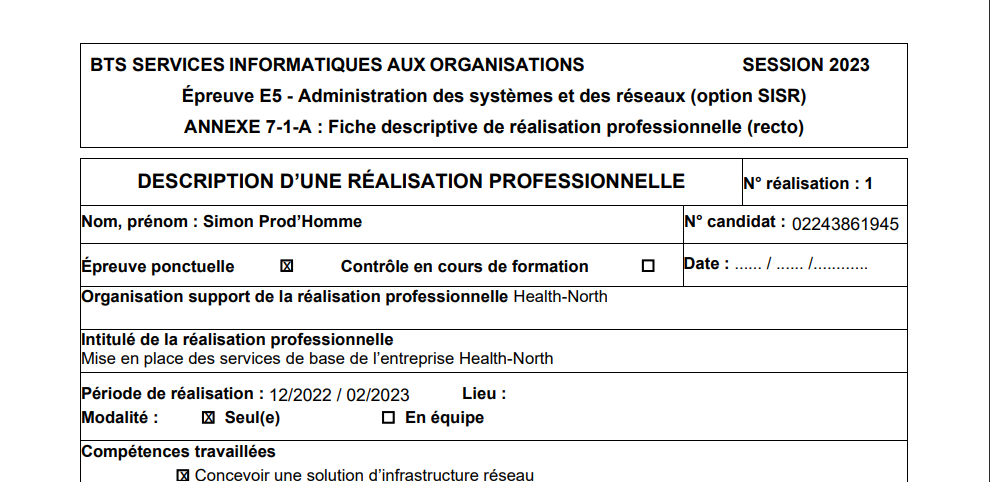 BTS SERVICES INFORMATIQUES AUX ORGANISATIONS SESSION 2023
Épreuve E5 - Administration des systèmes et des réseaux (option SISR)
ANNEXE 7-1-A : Fiche descriptive de réalisation professionnelle (recto)
DESCRIPTION D’UNE RÉALISATION PROFESSIONNELLE N° réalisation : 1
Nom, prénom : Simon Prod’Homme N° candidat : 02243861945
Épreuve ponctuelle ☒ Contrôle en cours de formation ☐ Date : ...... / ...... /............
Organisation support de la réalisation professionnelle Health-North
Intitulé de la réalisation professionnelle
Mise en place des services de base de l’entreprise Health-North
Période de réalisation : 12/2022 / 02/2023 Lieu :
Modalité : ☒ Seul(e) ☐ En équipe
Compétences travaillées
☒ Concevoir une solution d’infrastructure réseau